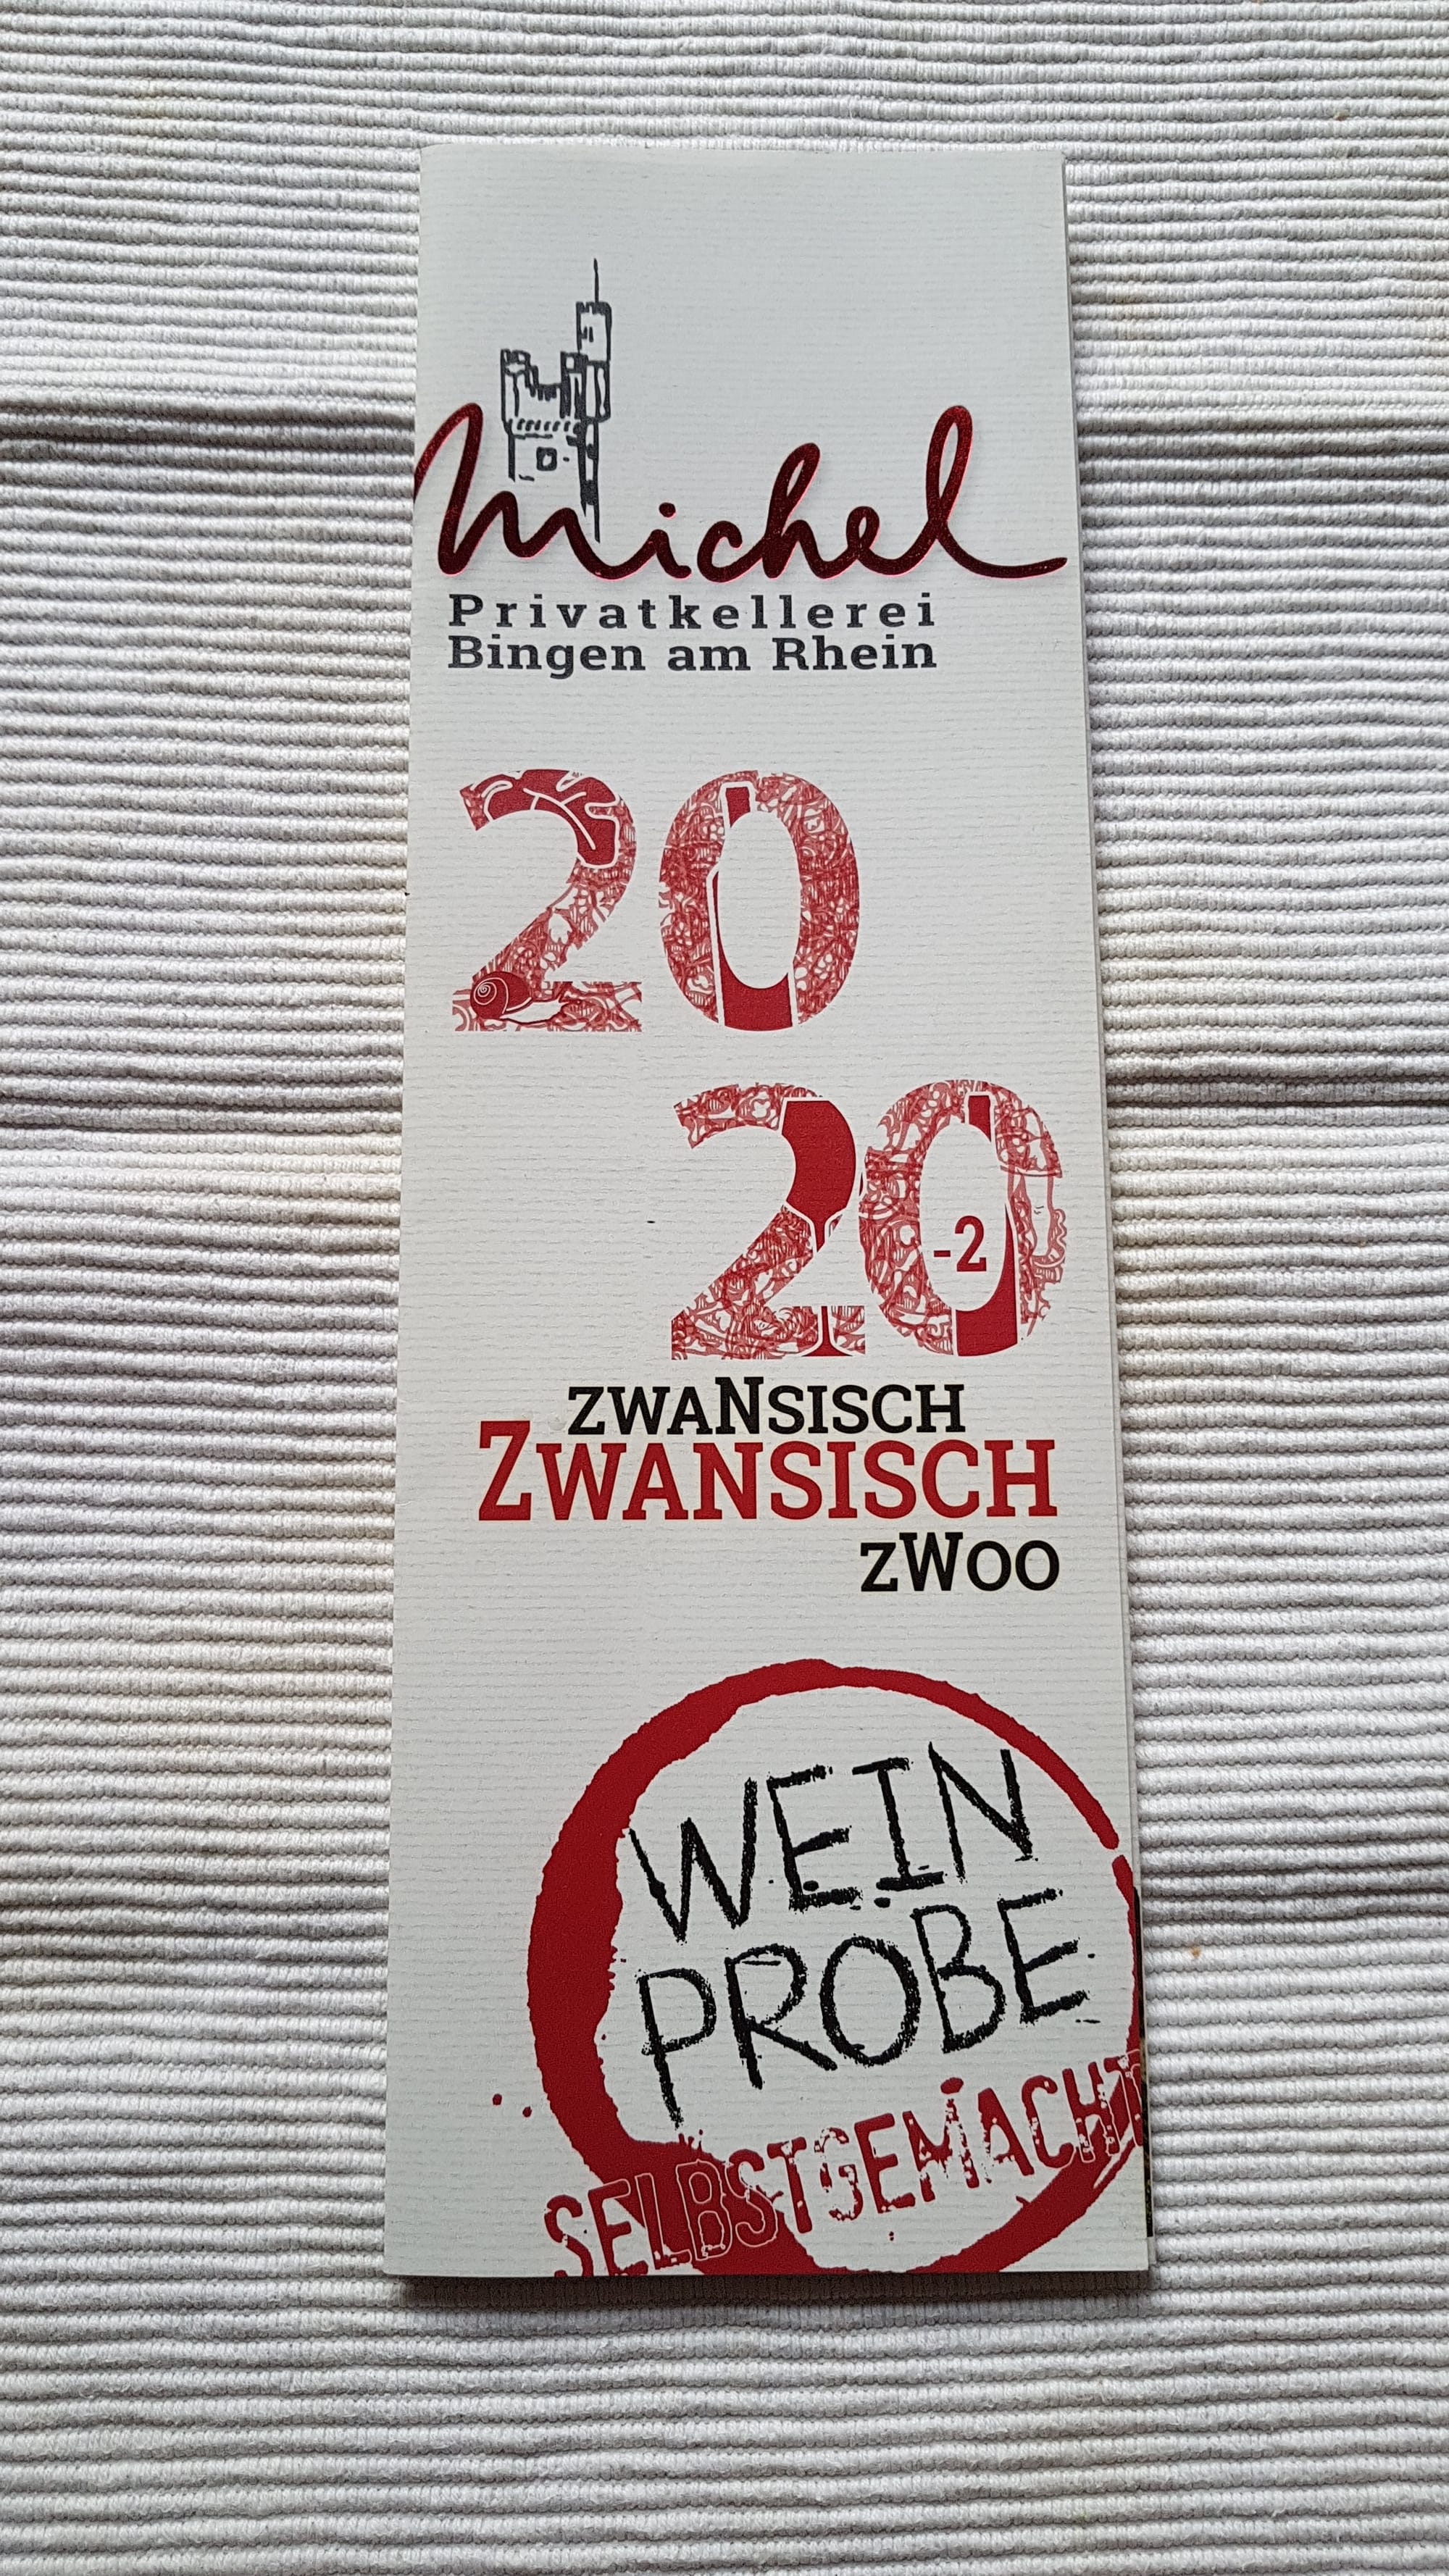 Michel
Privatkellerei
Bingen am Rhein
20
20
-2
zwaNsisch
Zwansisch
zWoo
WEIN
PROBE
SELBSTGEMACHT